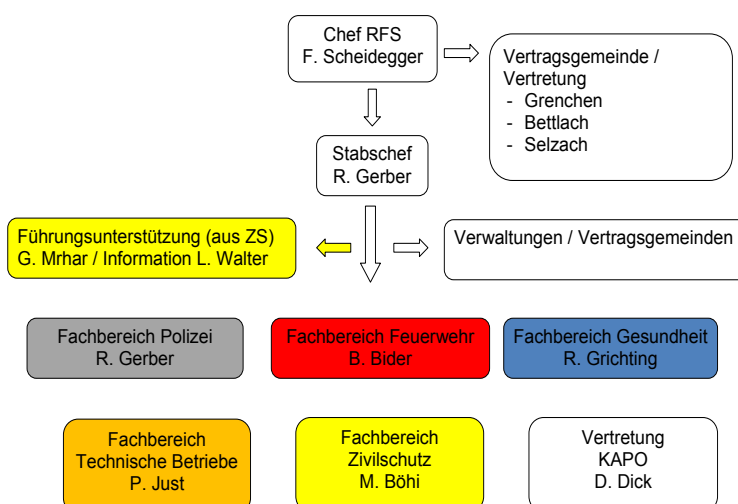 Chef RFS
F. Scheidegger
Vertragsgemeinde /
Vertretung
- Grenchen
- Bettlach
- Selzach
Stabschef
R. Gerber
Führungsunterstützung (aus ZS)
G. Mrhar / Information L. Walter
Verwaltungen / Vertragsgemeinden
Fachbereich Polizei
R. Gerber
Fachbereich Feuerwehr
B. Bider
Fachbereich Gesundheit
R. Grichting
Fachbereich
Technische Betriebe
P. Just
Fachbereich
Zivilschutz
M. Böhi
Vertretung
KAPO
D. Dick